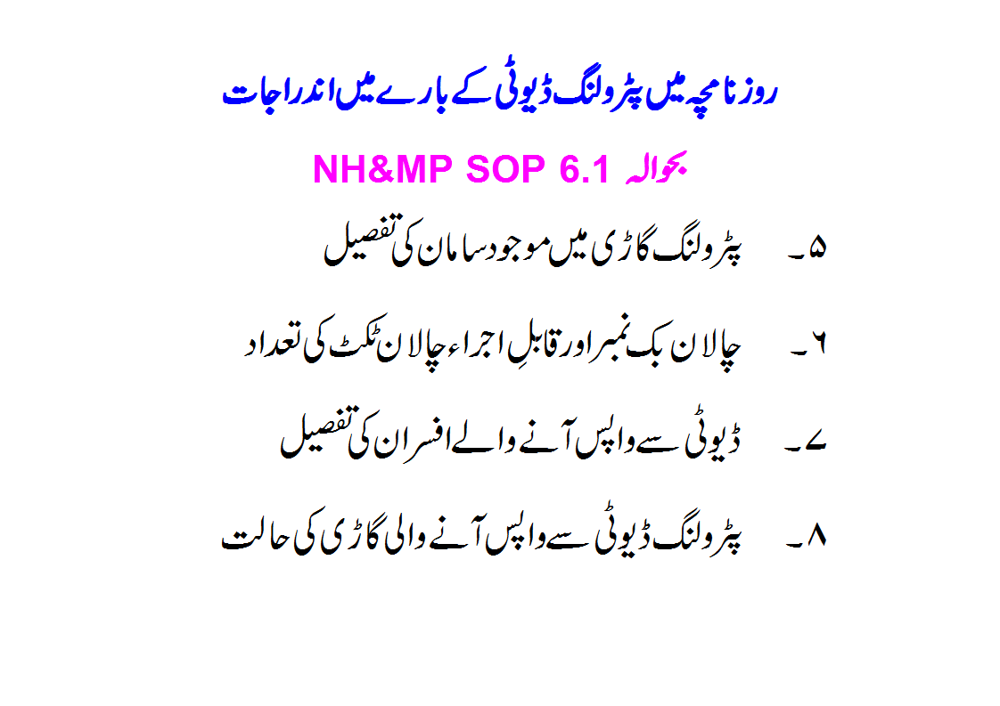 روزنامچہ میں پٹرولنگ ڈیوٹی کے بارے میں اندراجات
بحوالہ NH&MP SOP 6.1
۵۔ پٹرولنگ گاڑی میں موجود سامان کی تفصیل
۶۔ چالان بک نمبر اور قابلِ اجراء چالان ٹکٹ کی تعداد
۷۔ ڈیوٹی سے واپس آنے والے افسران کی تفصیل
۸۔ پٹرولنگ ڈیوٹی سے واپس آنے والی گاڑی کی حالت